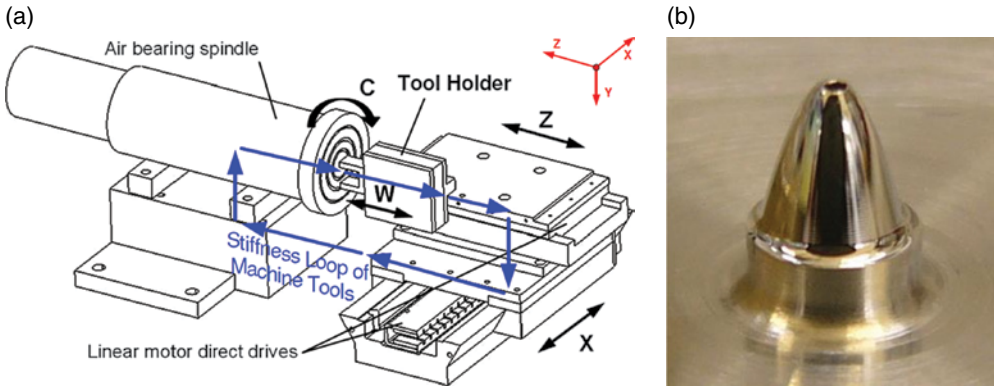 (a)
(b)
Air bearing spindle
C
Tool Holder
Z
X
Y
Z
W
Stiffness Loop of
Machine Tools
Linear motor direct drives
X